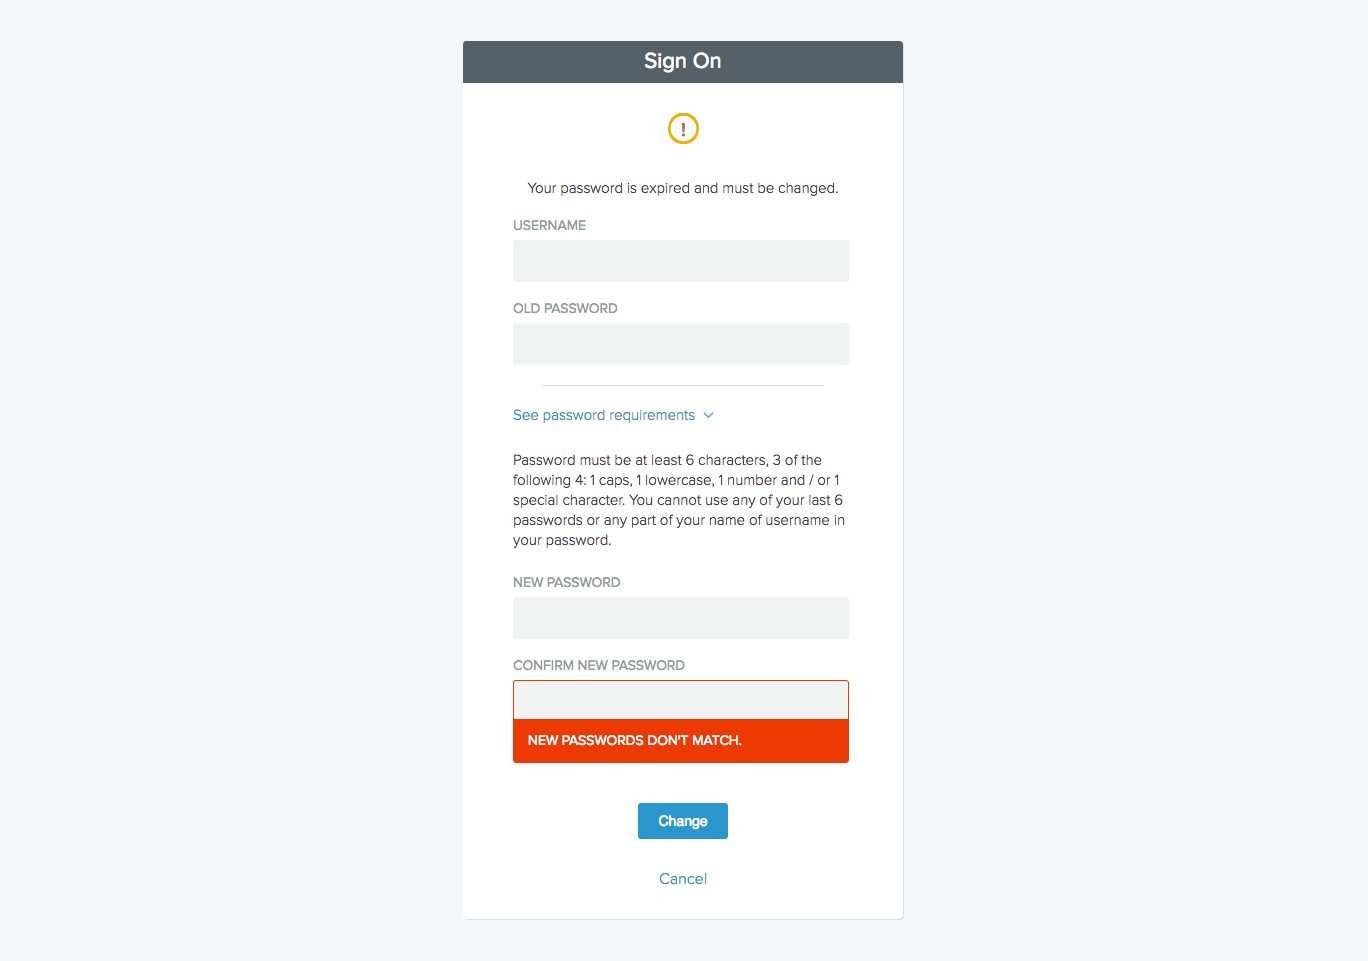 Sign On
!
Your password is expired and must be changed.
USERNAME
OLD PASSWORD
See password requirements
Password must be at least 6 characters, 3 of the
following 4: 1 caps, 1 lowercase, 1 number and / or 1
special character. You cannot use any of your last 6
passwords or any part of your name of username in
your password.
NEW PASSWORD
CONFIRM NEW PASSWORD
NEW PASSWORDS DON'T MATCH.
Change
Cancel